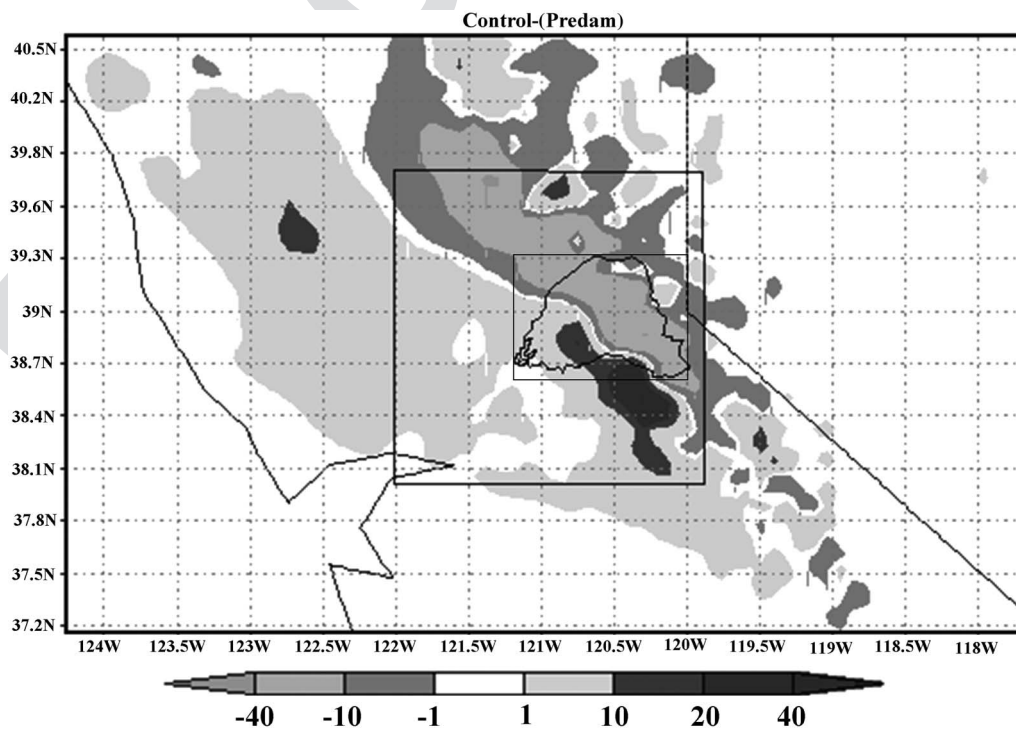 Control-(Predam)
40.5N
40.2N
39.8N
39.6N
39.3N
39N
38.7N
38.4N
38.1N
37.8N
37.5N
37.2N
124W 123.5W 123W 122.5W 122W 121.5W 121W 120.5W 120W 119.5W 119W 118.5W 118W
-40 -10 -1 1 10 20 40